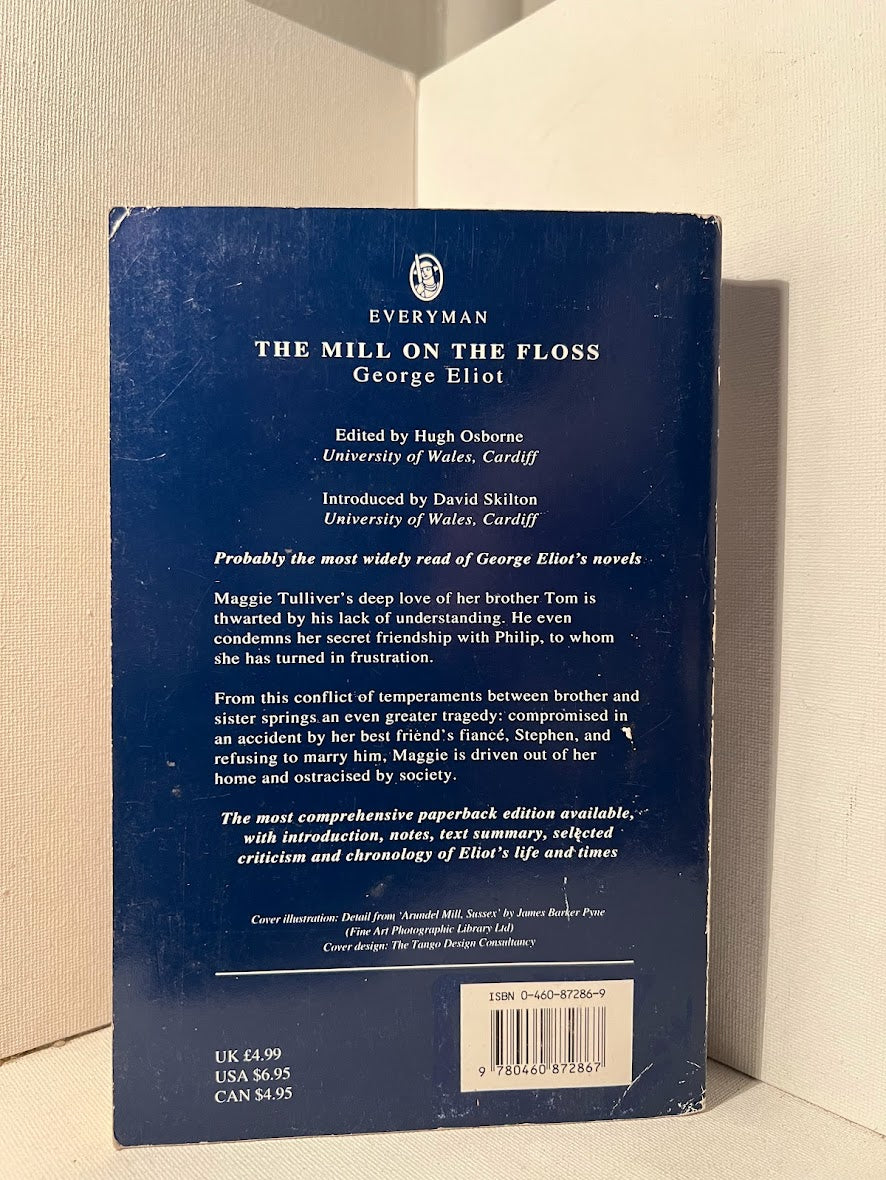 EVERYMAN
THE MILL ON THE FLOSS
George Eliot
Edited by Hugh Osborne
University of Wales, Cardiff
Introduced by David Skilton
University of Wales, Cardiff
Probably the most widely read of George Eliot's novels
Maggie Tulliver's deep love of her brother Tom is
thwarted by his lack of understanding. He even
condemns her secret friendship with Philip, to whom
she has turned in frustration.
From this conflict of temperaments between brother and
sister springs an even greater tragedy: compromised in
an accident by her best friend's fiancé, Stephen, and
refusing to marry him, Maggie is driven out of her
home and ostracised by society.
The most comprehensive paperback edition available,
with introduction, notes, text summary, selected
criticism and chronology of Eliot's life and times
Cover illustration: Detail from 'Arundel Mill, Sussex' by James Barker Pyne
(Fine Art Photographic Library Ltd)
Cover design: The Tango Design Consultancy
ISBN 0-460-87286-9
9 780460 872867
UK £4.99
USA $6.95
CAN $4.95